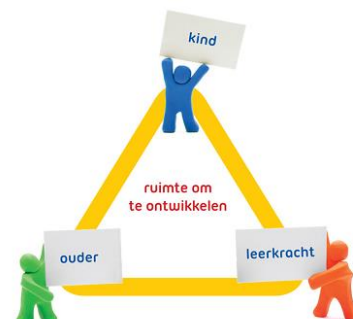 kind
ruimte om
te ontwikkelen
ouder
leerkracht